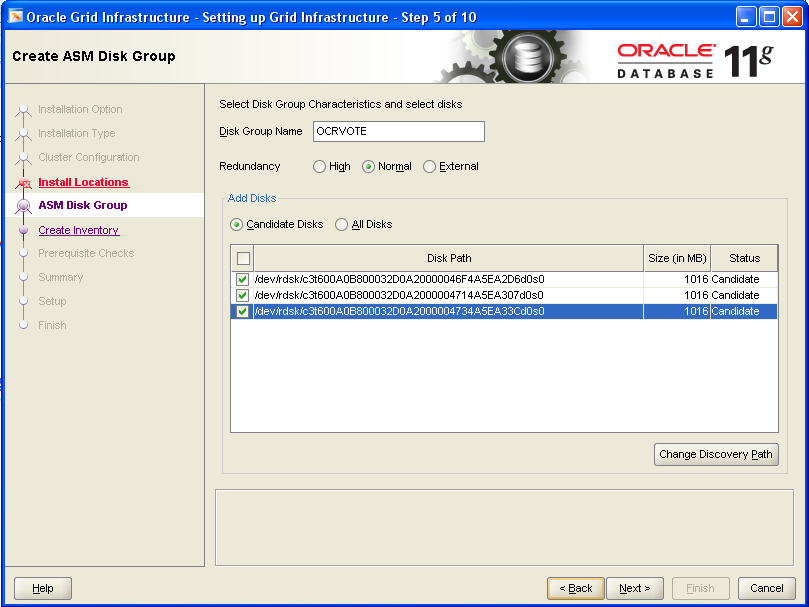 Oracle Grid Infrastructure - Setting up Grid Infrastructure - Step 5 of 10
Create ASM Disk Group
ORACLE
DATABASE 11g
Installation Option
Installation Type
Cluster Configuration
Install Locations
ASM Disk Group
Create Inventory
Prerequisite Checks
Summary
Setup
Finish
Select Disk Group Characteristics and select disks
Disk Group Name OCRVOTE
Redundancy High Normal External
Add Disks
Candidate Disks All Disks
Disk Path Size (in MB) Status
/dev/rdsk/c3t600A0B800032D0A20000046F4A5EA2D6d0s0 1016 Candidate
/dev/rdsk/c3t600A0B800032D0A2000004714A5EA307d0s0 1016 Candidate
/dev/rdsk/c3t600A0B800032D0A2000004734A5EA33Cd0s0 1016 Candidate
Change Discovery Path
Help < Back Next > Finish Cancel